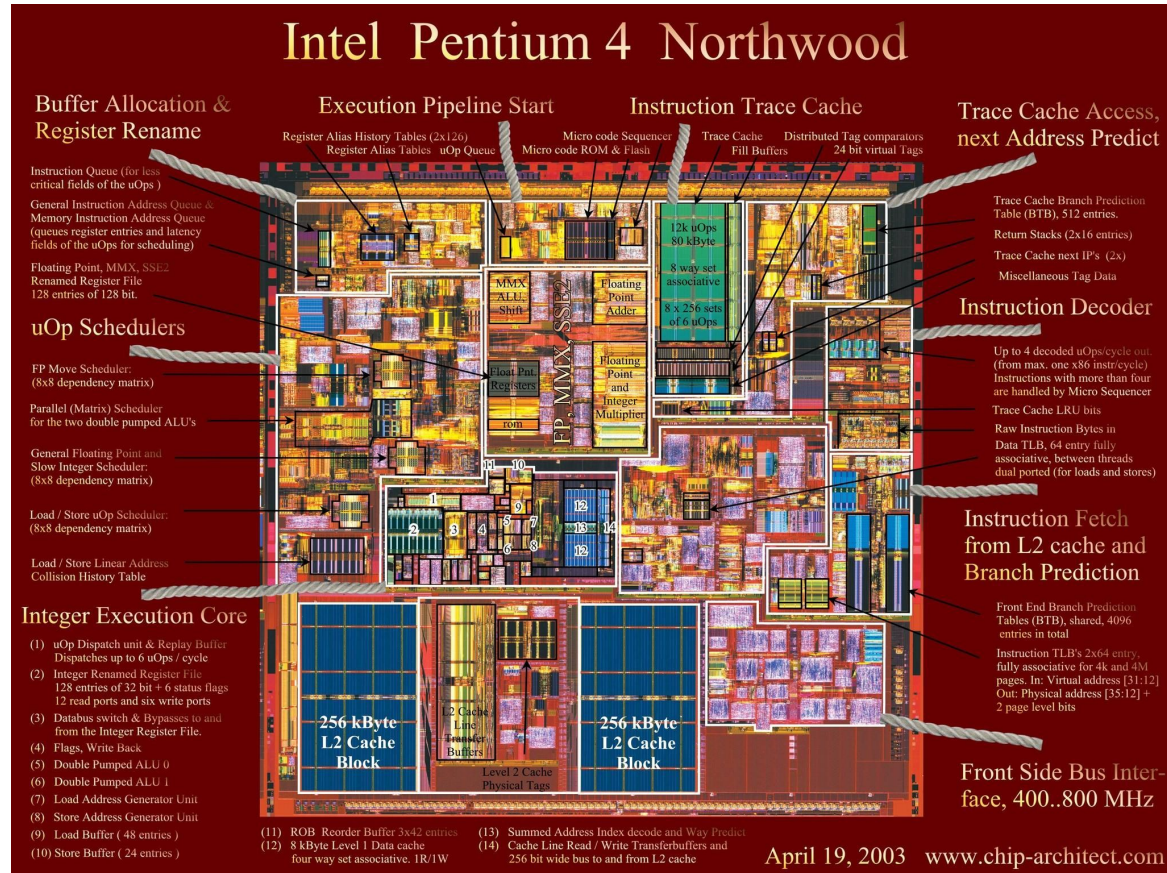 Intel Pentium 4 Northwood
Buffer Allocation &
Register Rename
Instruction Queue (for less
critical fields of the uOps )
General Instruction Address Queue &
Memory Instruction Address Queue
(queues register entries and latency
fields of the uOps for scheduling)
Floating Point, MMX, SSE2
Renamed Register File
128 entries of 128 bit.
uOp Schedulers
FP Move Scheduler:
(8x8 dependency matrix)
Parallel (Matrix) Scheduler
for the two double pumped ALU's
General Floating Point and
Slow Integer Scheduler:
(8x8 dependency matrix)
Load / Store uOp Scheduler:
(8x8 dependency matrix)
Load / Store Linear Address
Collision History Table
Integer Execution Core
(1) uOp Dispatch unit & Replay Buffer
Dispatches up to 6 uOps / cycle
(2) Integer Renamed Register File
128 entries of 32 bit + 6 status flags
12 read ports and six write ports
(3) Databus switch & Bypasses to and
from the Integer Register File.
(4) Flags, Write Back
(5) Double Pumped ALU 0
(6) Double Pumped ALU 1
(7) Load Address Generator Unit
(8) Store Address Generator Unit
(9) Load Buffer ( 48 entries )
(10) Store Buffer ( 24 entries )
Execution Pipeline Start
Register Alias History Tables (2x126)
Register Alias Tables
uOp Queue
Micro code Sequencer
Micro code ROM & Flash
Instruction Trace Cache
Trace Cache
Fill Buffers
Distributed Tag comparators
24 bit virtual Tags
Trace Cache Access,
next Address Predict
Trace Cache Branch Prediction
Table (BTB), 512 entries.
Return Stacks (2x16 entries)
Trace Cache next IP's (2x)
Miscellaneous Tag Data
Instruction Decoder
Up to 4 decoded uOps/cycle out.
(from max. one x86 instr/cycle)
Instructions with more than four
are handled by Micro Sequencer
Trace Cache LRU bits
Raw Instruction Bytes in
Data TLB, 64 entry fully
associative, between threads
dual ported (for loads and stores)
Instruction Fetch
from L2 cache and
Branch Prediction
Front End Branch Prediction
Tables (BTB), shared, 4096
entries in total
Instruction TLB's 2x64 entry,
fully associative for 4k and 4M
pages. In: Virtual address [31:12]
Out: Physical address [35:12] +
2 page level bits
Front Side Bus Inter-
face, 400..800 MHz
12k uOps
80 kByte
8 way set
associative
8 x 256 sets
of 6 uOps
MMX
ALU,
Shift
FP, MMX, SSE2
Floating
Point
Adder
Float Pnt.
Registers
Floating
Point
and
Integer
Multiplier
rom
11
10
1
9
2
3
4
5
7
6
8
12
13
14
12
256 kByte
L2 Cache
Block
L2 Cache
Line
Transfer
Buffers
Level 2 Cache
Physical Tags
256 kByte
L2 Cache
Block
(11) ROB Reorder Buffer 3x42 entries
(12) 8 kByte Level 1 Data cache
four way set associative. 1R/1W
(13) Summed Address Index decode and Way Predict
(14) Cache Line Read / Write Transferbuffers and
256 bit wide bus to and from L2 cache
April 19, 2003 www.chip-architect.com